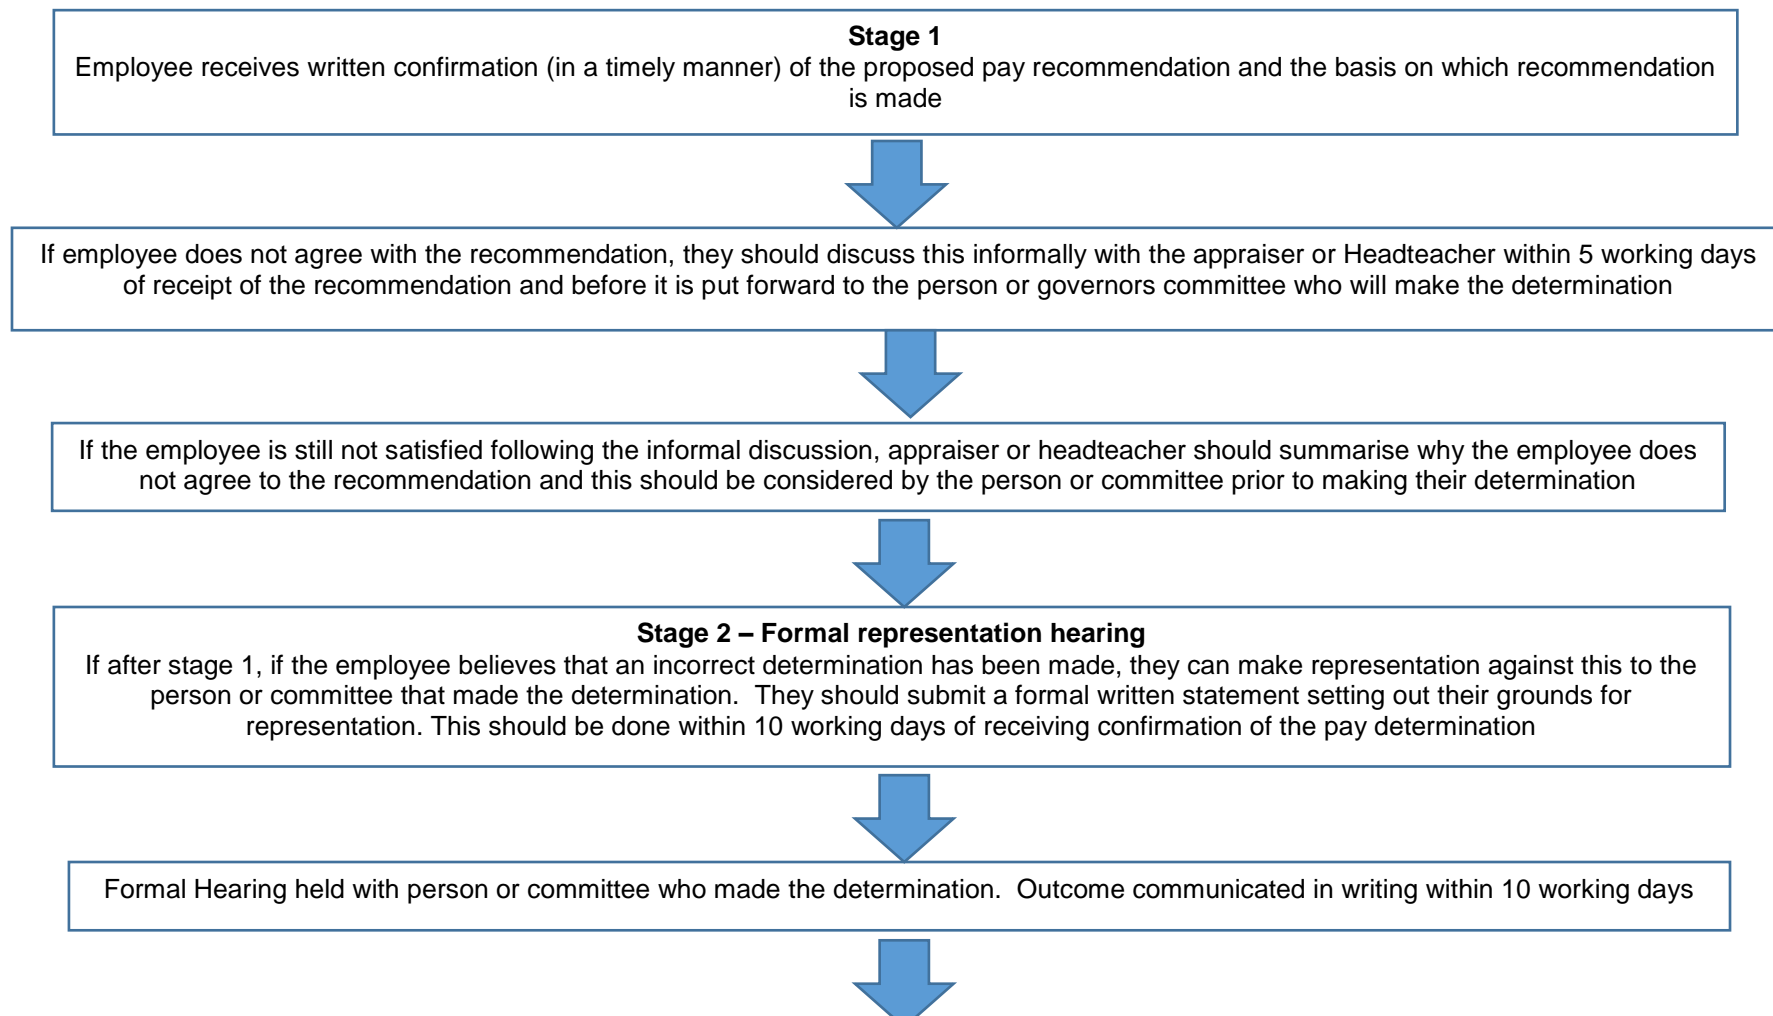 Stage 1
Employee receives written confirmation (in a timely manner) of the proposed pay recommendation and the basis on which recommendation
is made
If employee does not agree with the recommendation, they should discuss this informally with the appraiser or Headteacher within 5 working days
of receipt of the recommendation and before it is put forward to the person or governors committee who will make the determination
If the employee is still not satisfied following the informal discussion, appraiser or headteacher should summarise why the employee does
not agree to the recommendation and this should be considered by the person or committee prior to making their determination
Stage 2 – Formal representation hearing
If after stage 1, if the employee believes that an incorrect determination has been made, they can make representation against this to the
person or committee that made the determination.  They should submit a formal written statement setting out their grounds for
representation. This should be done within 10 working days of receiving confirmation of the pay determination
Formal Hearing held with person or committee who made the determination.  Outcome communicated in writing within 10 working days